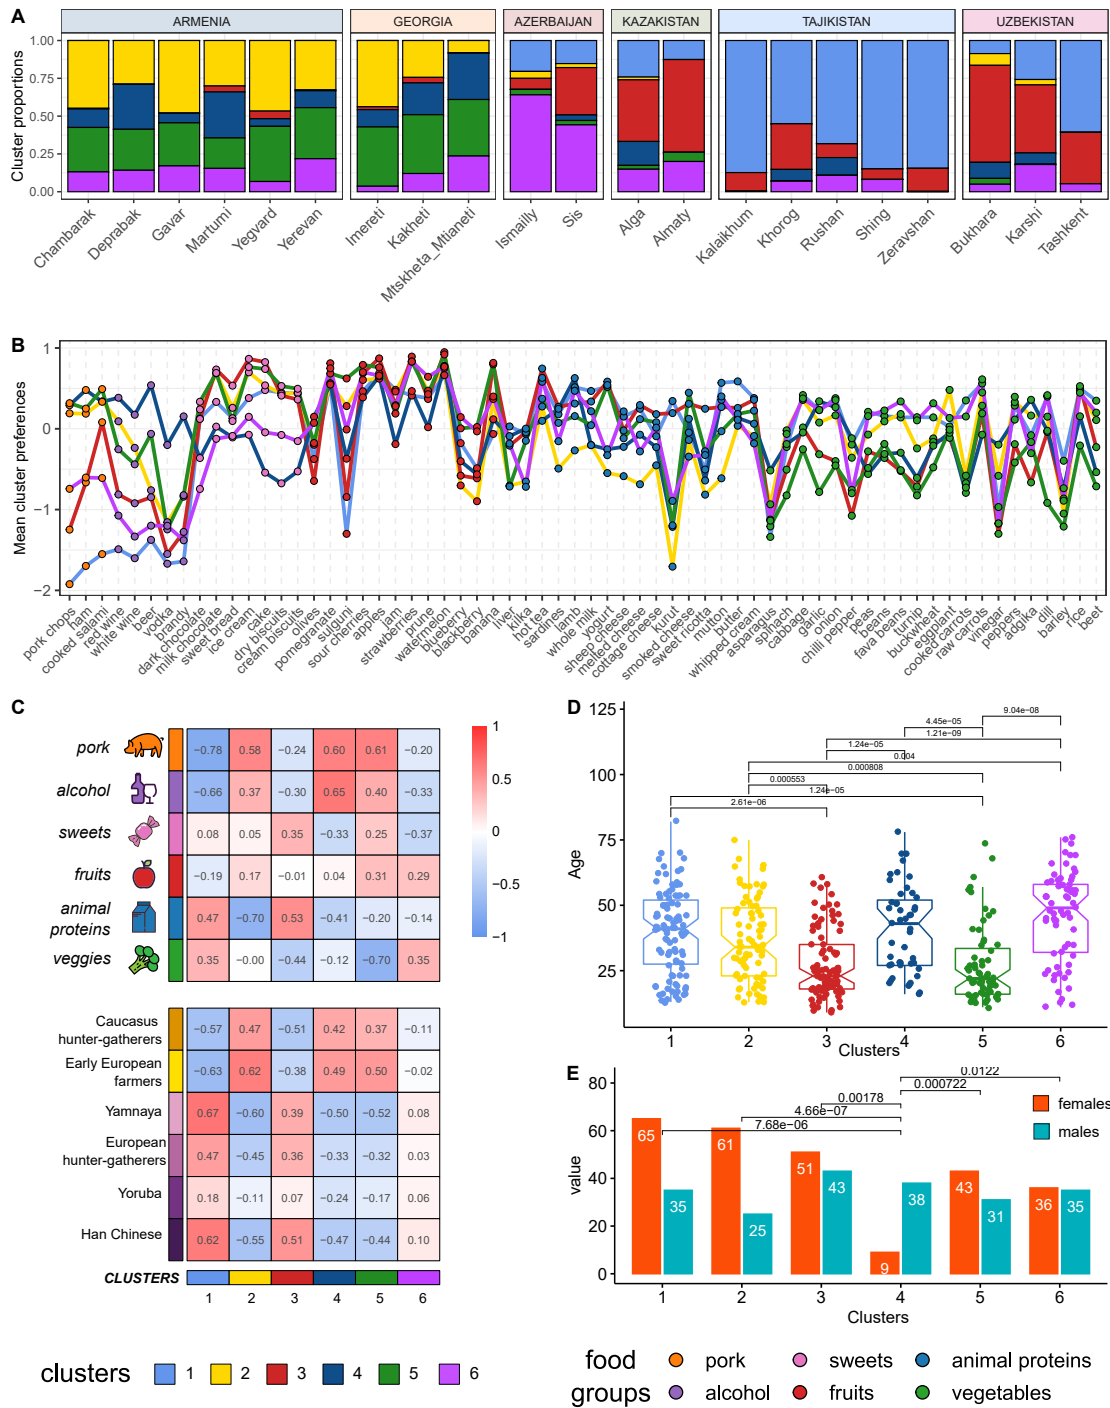 A
ARMENIA GEORGIA AZERBAIJAN KAZAKISTAN TAJIKISTAN UZBEKISTAN
Cluster proportions
1.00
0.75
0.50
0.25
0.00
Chambarak Deprabak Gavar Martumi Yegvard Yerevan Imereti Kakheti Mtskheta_Mtianeti Ismailly Sis Alga Almaty Kalaikhum Khorog Rushan Shing Zeravshan Bukhara Karshi Tashkent
B
Mean cluster preferences
1
0
−1
−2
pork chops ham cooked salami red wine white wine beer vodka brandy dark chocolate milk chocolate sweet bread cream cake dry biscuits cream biscuits olives pomegranate suguni sour cherries apples jam strawberries prune watermelon blueberry blackberry banana liver kilka hot tea sardines lamb whole milk yogurt sheep cheese melted cheese cottage cheese kurut smoked cheese sweet ricotta mutton butter whipped cream asparagus spinach cabbage garlic onion chilli pepper peas beans fava beans turnip buckwheat eggplant cooked carrots raw carrots vinegar peppers adgika dill barley rice beet
C
pork −0.78 0.58 −0.24 0.60 0.61 −0.20
alcohol −0.66 0.37 −0.30 0.65 0.40 −0.33
sweets 0.08 0.05 0.35 −0.33 0.25 −0.37
fruits −0.19 0.17 −0.01 0.04 0.31 0.29
animal
proteins 0.47 −0.70 0.53 −0.41 −0.20 −0.14
veggies 0.35 −0.00 −0.44 −0.12 −0.70 0.35
1
0.5
0
−0.5
−1
Caucasus
hunter-gatherers −0.57 0.47 −0.51 0.42 0.37 −0.11
Early European
farmers −0.63 0.62 −0.38 0.49 0.50 −0.02
Yamnaya 0.67 −0.60 0.39 −0.50 −0.52 0.08
European
hunter-gatherers 0.47 −0.45 0.36 −0.33 −0.32 0.03
Yoruba 0.18 −0.11 0.07 −0.24 −0.17 0.06
Han Chinese 0.62 −0.55 0.51 −0.47 −0.44 0.10
CLUSTERS
1 2 3 4 5 6
D
Age
125
100
75
50
25
9.04e−08
4.45e−05
1.21e−09
1.24e−05
0.004
0.000808
0.000553
1.24e−05
2.61e−06
1 2 3 4 5 6
Clusters
E
value
80
60
40
20
0
0.0122
0.000722
0.00178
4.66e−07
7.68e−06
65 35 61 25 51 43 9 38 43 31 36 35
females
males
1 2 3 4 5 6
Clusters
clusters 1 2 3 4 5 6
food
groups
pork sweets animal proteins
alcohol fruits vegetables